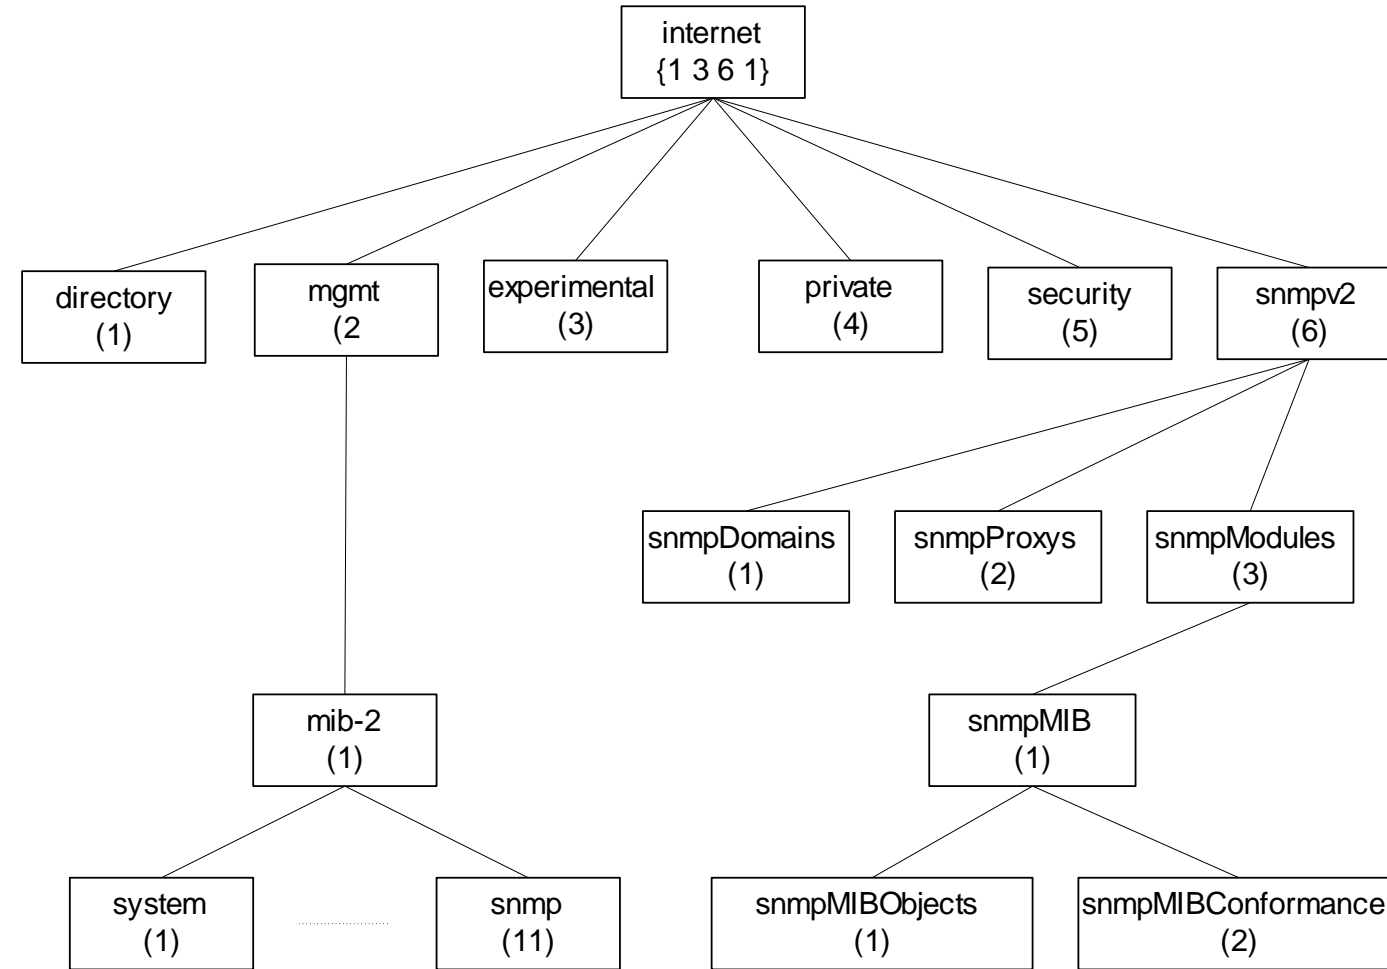 internet
{1 3 6 1}
directory
(1)
mgmt
(2
experimental
(3)
private
(4)
security
(5)
snmpv2
(6)
snmpDomains
(1)
snmpProxys
(2)
snmpModules
(3)
mib-2
(1)
snmpMIB
(1)
system
(1)
snmp
(11)
snmpMIBObjects
(1)
snmpMIBConformance
(2)